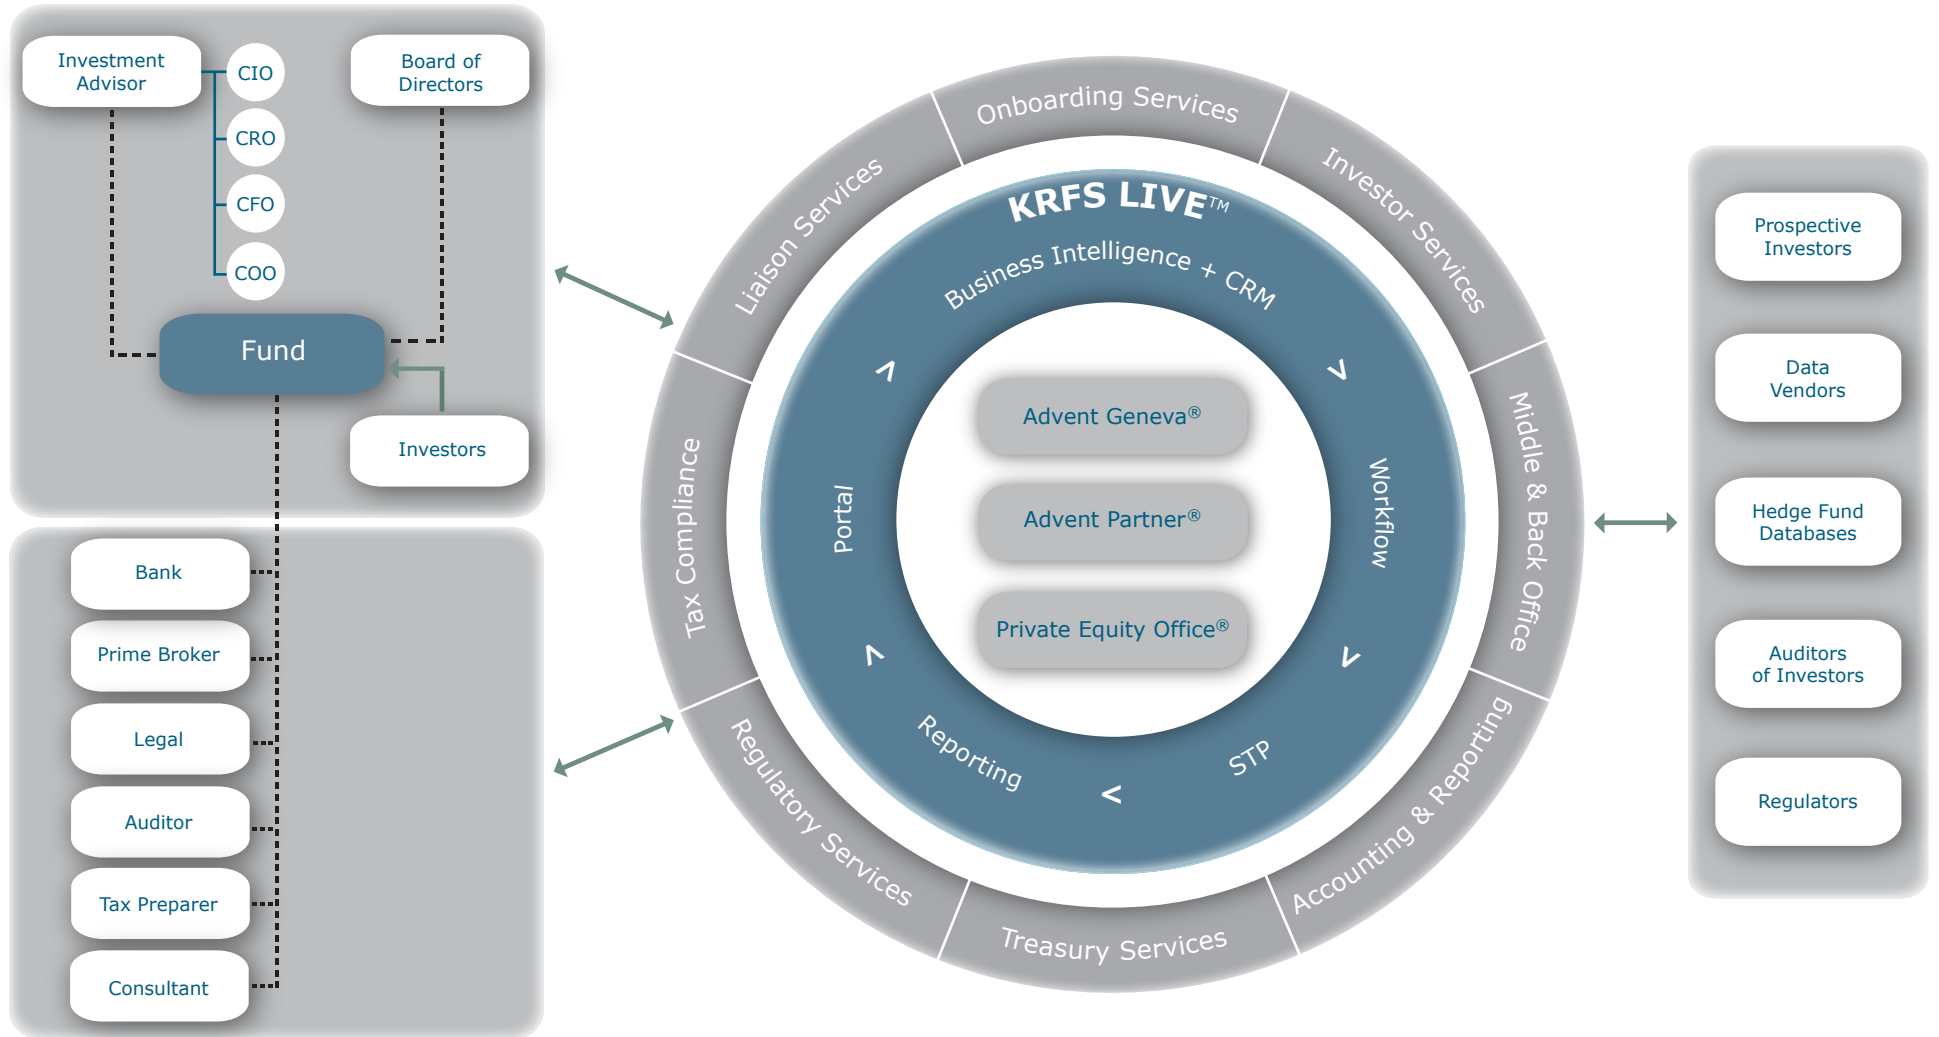 Investment
Advisor
CIO
CRO
CFO
COO
Board of
Directors
Fund
Investors
Bank
Prime Broker
Legal
Auditor
Tax Preparer
Consultant
Onboarding Services
Investor Services
Middle & Back Office
Accounting & Reporting
Treasury Services
Regulatory Services
Tax Compliance
Liaison Services
KRFS LIVE™
Business Intelligence + CRM
>
Workflow
>
STP
<
Reporting
>
Portal
>
Advent Geneva®
Advent Partner®
Private Equity Office®
Prospective
Investors
Data
Vendors
Hedge Fund
Databases
Auditors
of Investors
Regulators